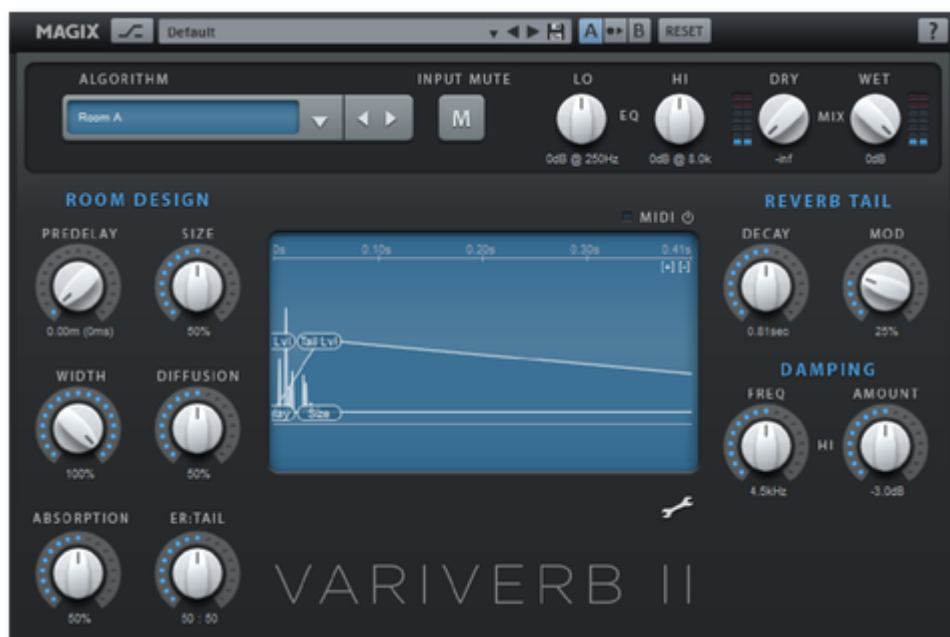 MAGIX Default A B RESET ?
ALGORITHM INPUT MUTE LO HI DRY WET
Room A M EQ MIX
0dB @ 250Hz 0dB @ 8.0k -inf 0dB
ROOM DESIGN REVERB TAIL
MIDI
PREDELAY SIZE DECAY MOD
0s 0.10s 0.20s 0.30s 0.41s
[+] [-]
0.00m (0ms) 50% 0.81sec 25%
Lvl Tail Lvl
WIDTH DIFFUSION DAMPING
FREQ AMOUNT
lay Size
HI
100% 50% 4.5kHz -3.0dB
ABSORPTION ER:TAIL
VARIVERB II
50% 50 : 50